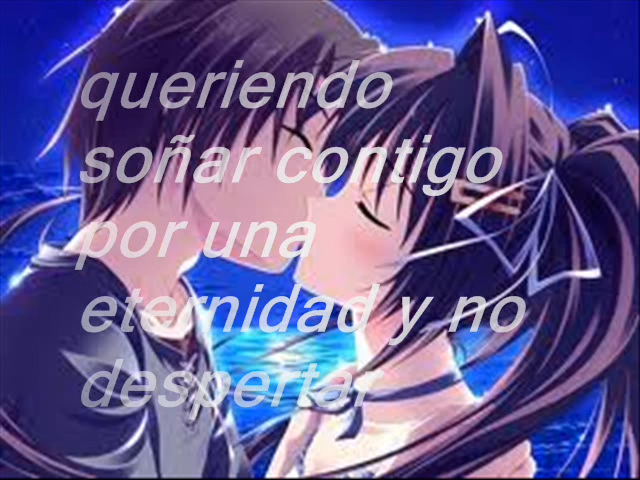 queriendo
soñar contigo
por una
eternidad y no
despertar